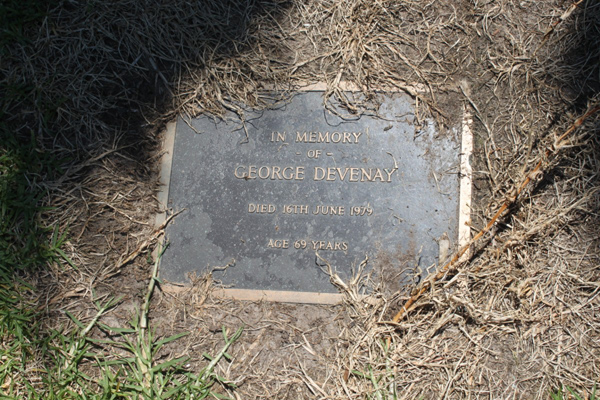 IN MEMORY
- OF -
GEORGE DEVENAY
DIED 16TH JUNE 1979
AGE 69 YEARS